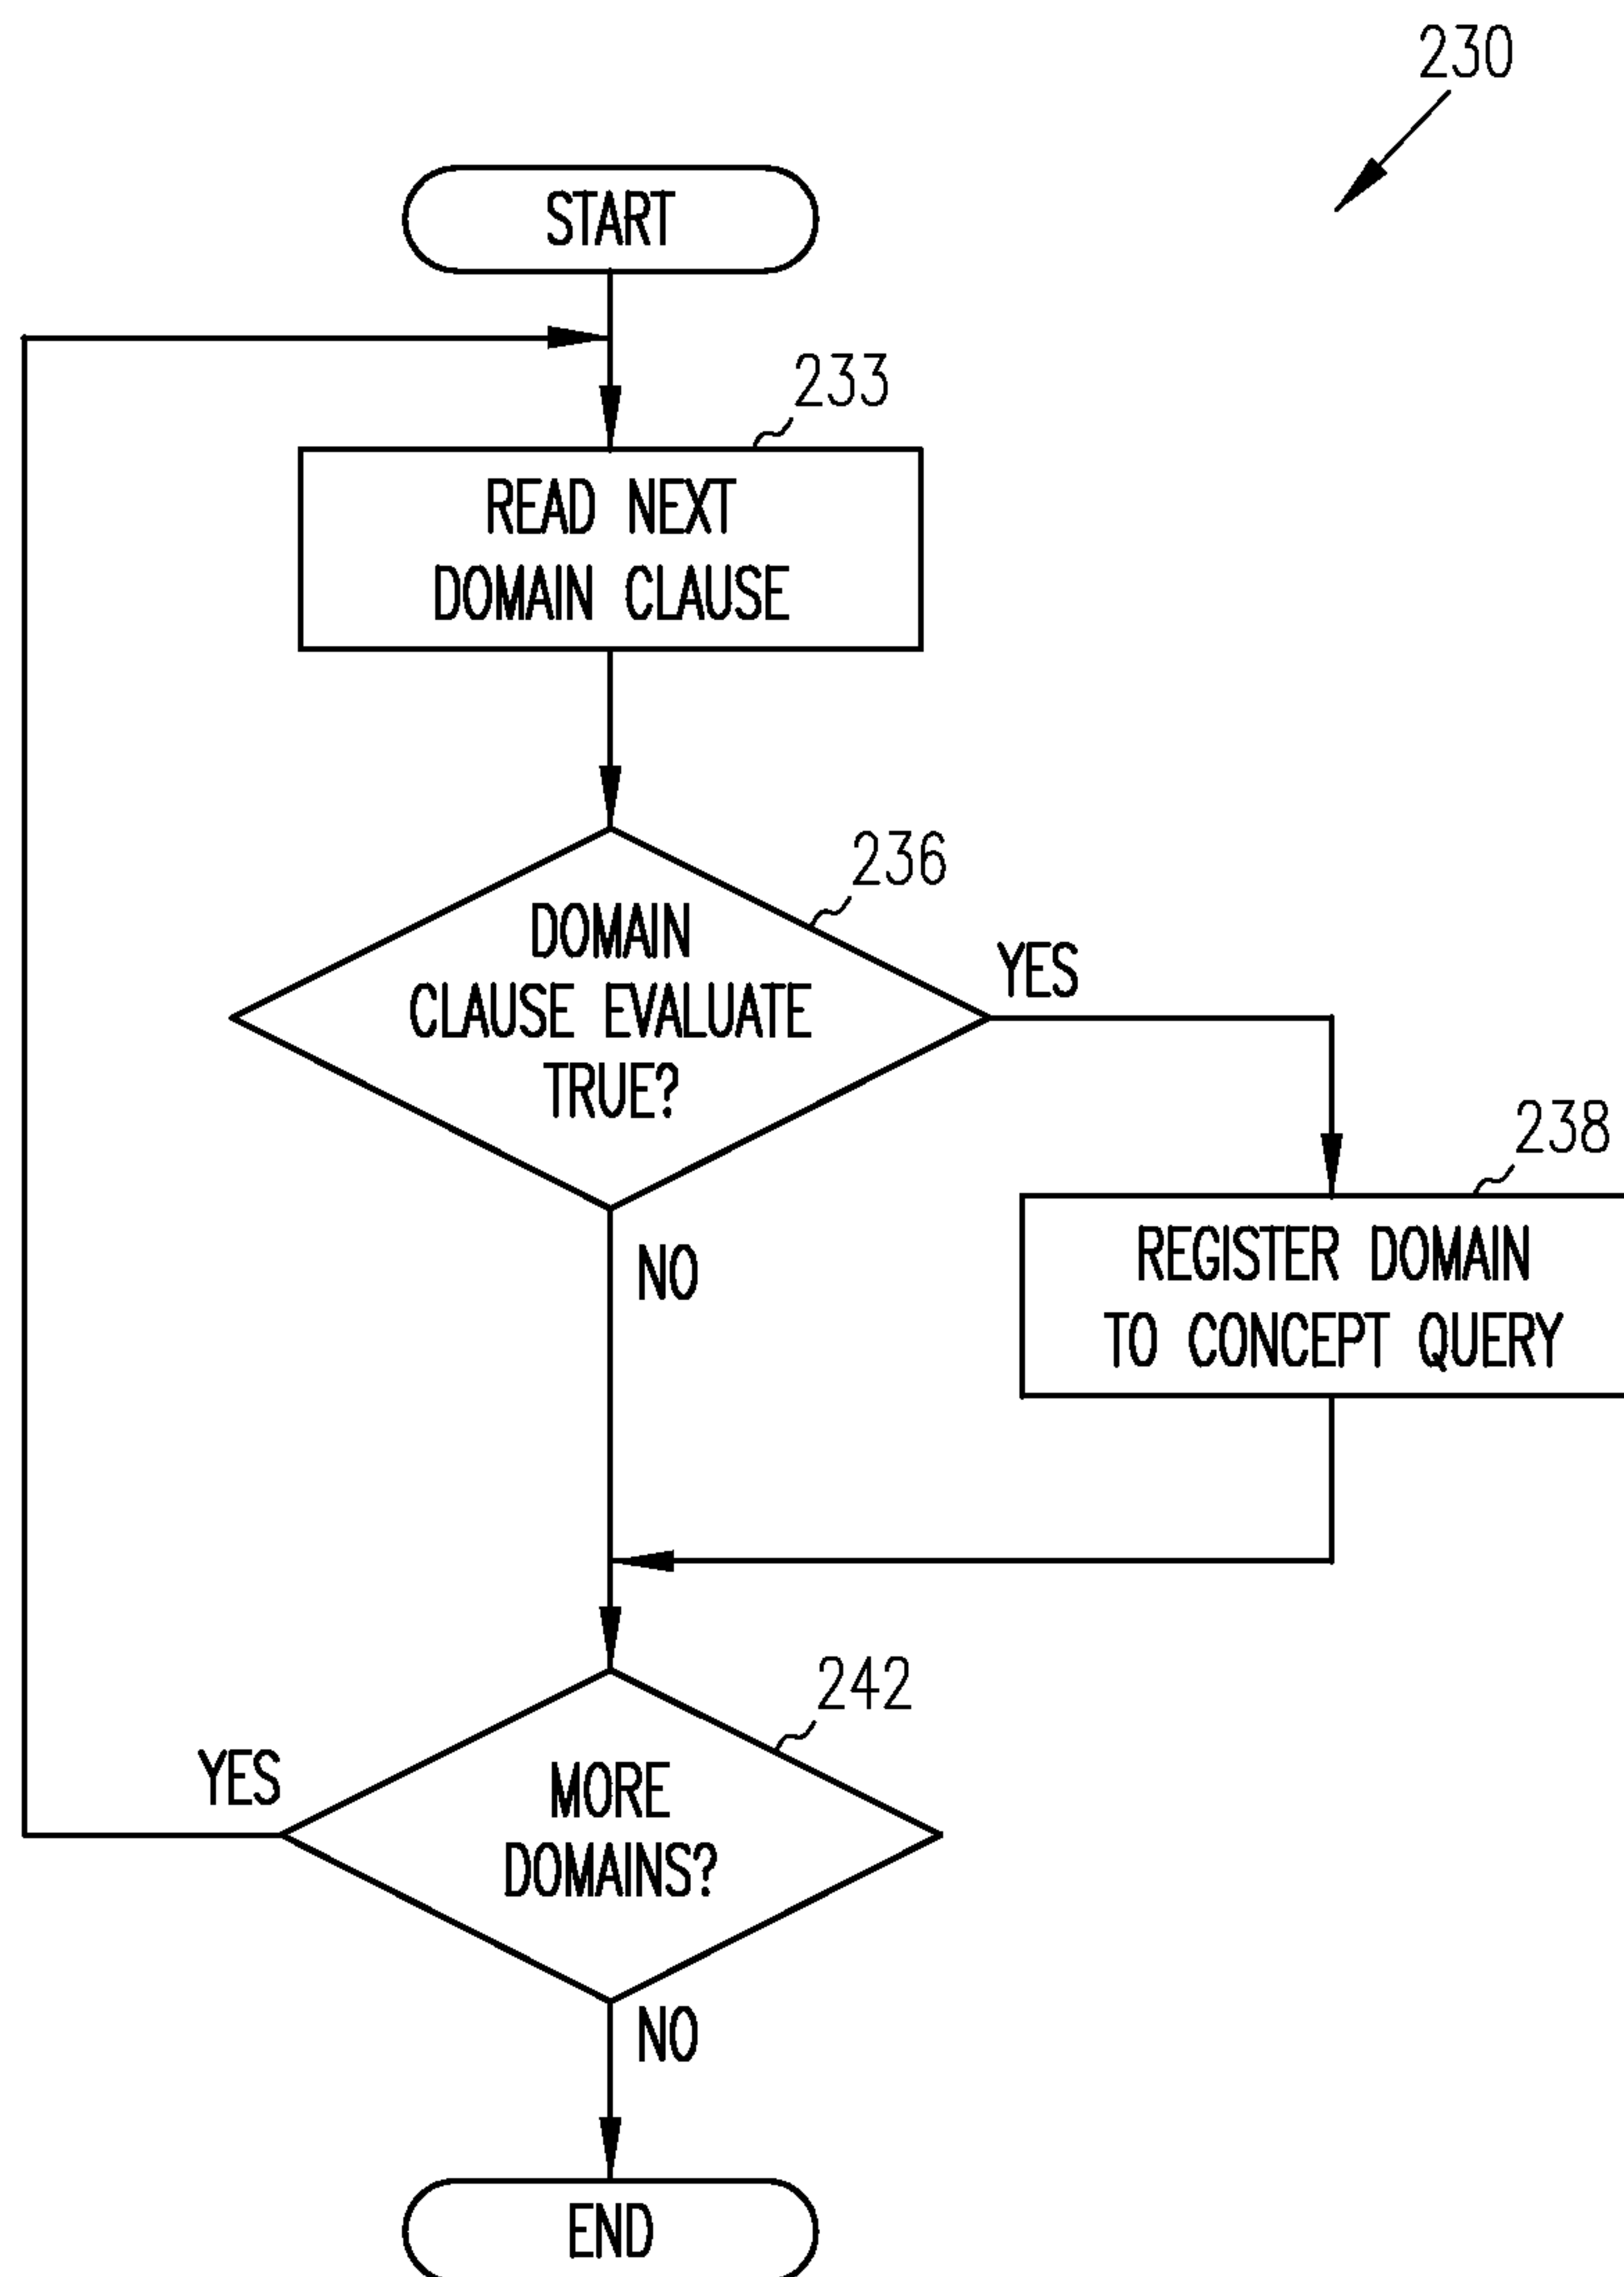 230
START
233
READ NEXT
DOMAIN CLAUSE
236
DOMAIN
CLAUSE EVALUATE
TRUE?
YES
NO
238
REGISTER DOMAIN
TO CONCEPT QUERY
242
MORE
DOMAINS?
YES
NO
END